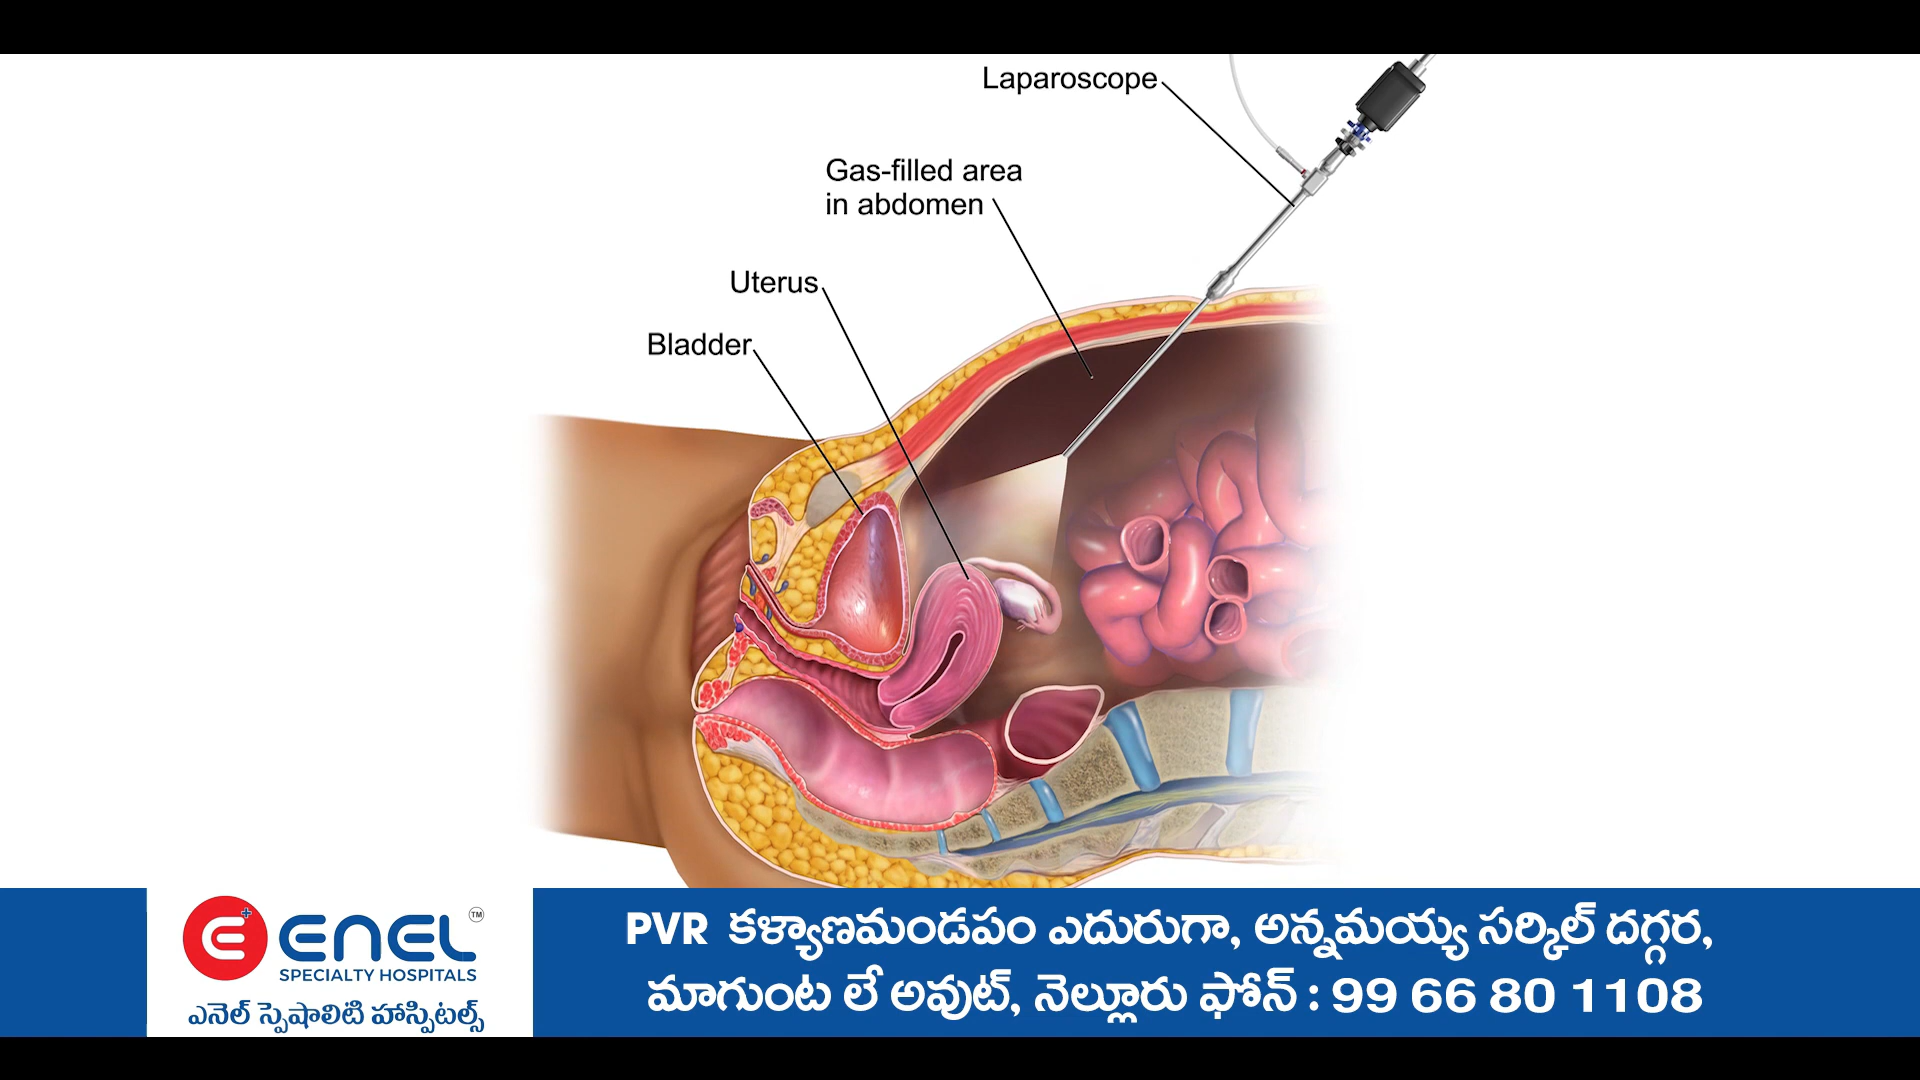 Laparoscope
Gas-filled area
in abdomen
Uterus
Bladder
ENEL TM
SPECIALTY HOSPITALS
ఎనెల్ స్పెషాలిటి హాస్పిటల్స్
PVR కళ్యాణమండపం ఎదురుగా, అన్నమయ్య సర్కిల్ దగ్గర,
మాగుంట లే అవుట్, నెల్లూరు ఫోన్ : 99 66 80 1108